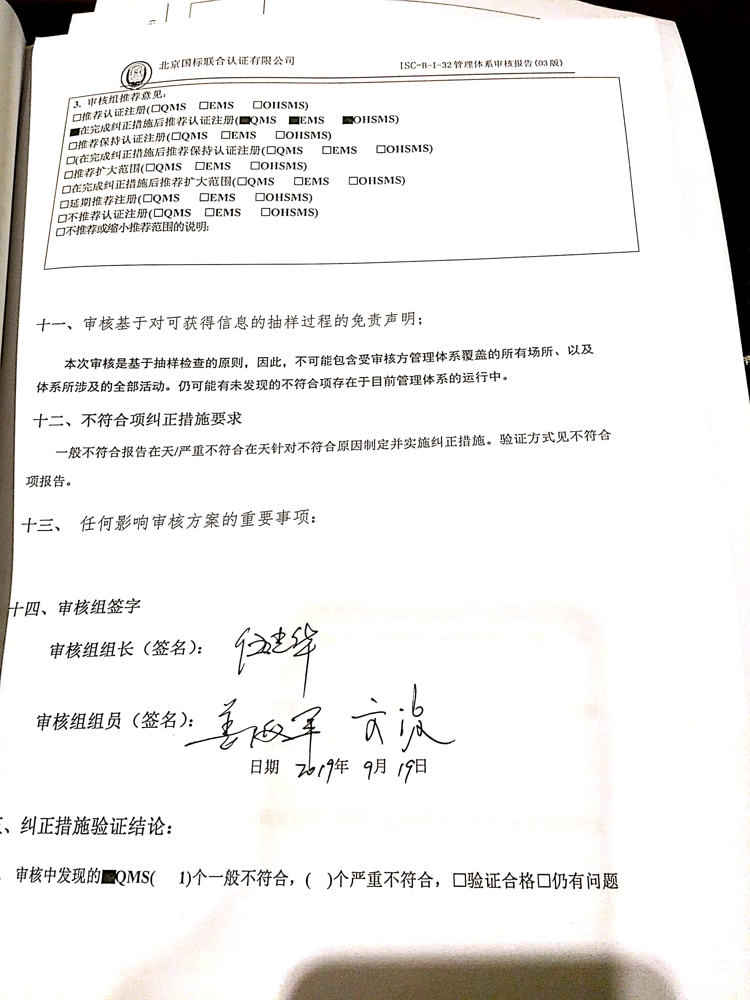 北京国标联合认证有限公司
ISC-B-I-32管理体系审核报告(03版)
ISC
3. 审核组推荐意见:
□推荐认证注册(□QMS □EMS □OHSMS)
■在完成纠正措施后推荐认证注册(■QMS ■EMS ■OHSMS)
□推荐保持认证注册(□QMS □EMS □OHSMS)
□(在完成纠正措施后推荐保持认证注册(□QMS □EMS □OHSMS)
□推荐扩大范围(□QMS □EMS □OHSMS)
□在完成纠正措施后推荐扩大范围(□QMS □EMS □OHSMS)
□延期推荐注册(□QMS □EMS □OHSMS)
□不推荐认证注册(□QMS □EMS □OHSMS)
□不推荐或缩小推荐范围的说明:
十一、审核基于对可获得信息的抽样过程的免责声明;
本次审核是基于抽样检查的原则，因此，不可能包含受审核方管理体系覆盖的所有场所、以及
体系所涉及的全部活动。仍可能有未发现的不符合项存在于目前管理体系的运行中。
十二、不符合项纠正措施要求
一般不符合报告在天/严重不符合在天针对不符合原因制定并实施纠正措施。验证方式见不符合
项报告。
十三、 任何影响审核方案的重要事项:
十四、审核组签字
审核组组长（签名）: 伍建华
审核组组员（签名）: 姜海军 文波
日期 2019年 9月 19日
、纠正措施验证结论:
审核中发现的■QMS( 1)个一般不符合，( )个严重不符合，□验证合格□仍有问题